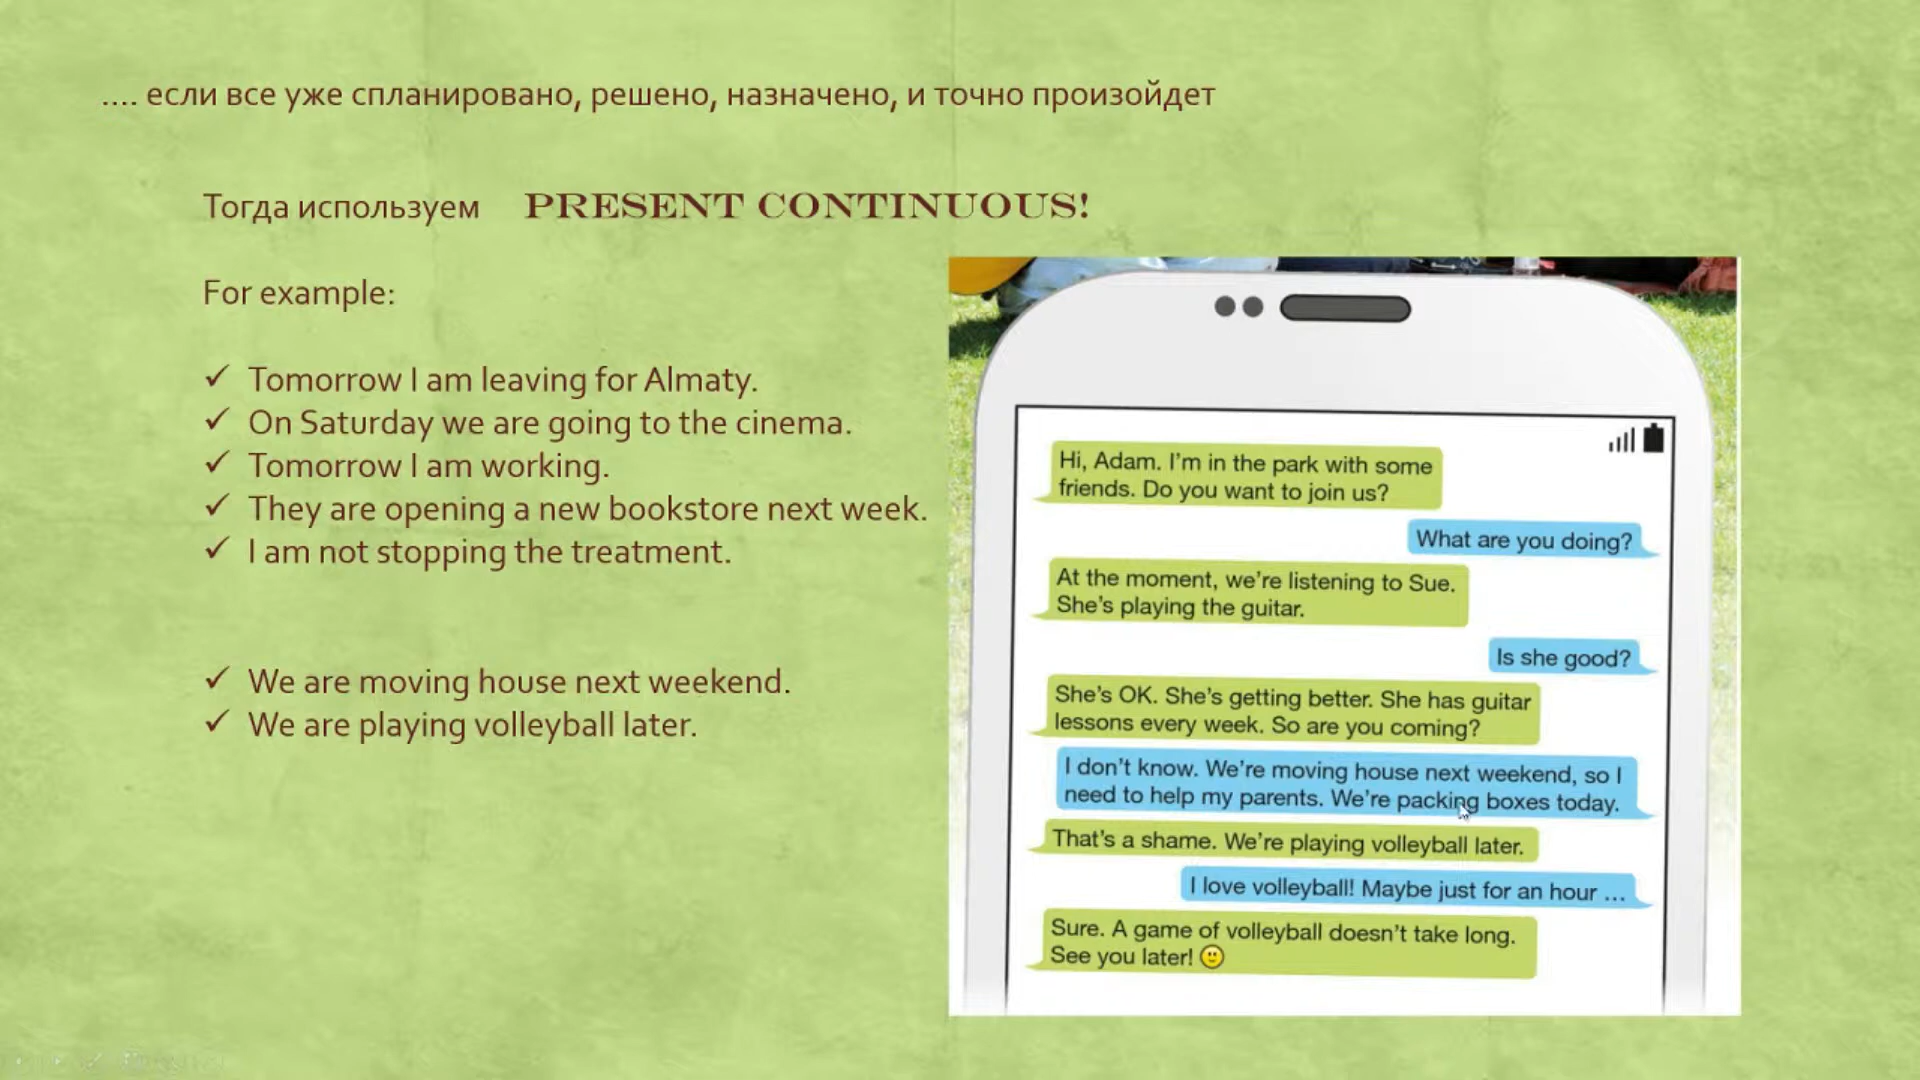 .... если все уже спланировано, решено, назначено, и точно произойдет
Тогда используем PRESENT CONTINUOUS!
For example:
✓ Tomorrow I am leaving for Almaty.
✓ On Saturday we are going to the cinema.
✓ Tomorrow I am working.
✓ They are opening a new bookstore next week.
✓ I am not stopping the treatment.
✓ We are moving house next weekend.
✓ We are playing volleyball later.
Hi, Adam. I'm in the park with some
friends. Do you want to join us?
What are you doing?
At the moment, we're listening to Sue.
She's playing the guitar.
Is she good?
She's OK. She's getting better. She has guitar
lessons every week. So are you coming?
I don't know. We're moving house next weekend, so I
need to help my parents. We're packing boxes today.
That's a shame. We're playing volleyball later.
I love volleyball! Maybe just for an hour ...
Sure. A game of volleyball doesn't take long.
See you later! 🙂